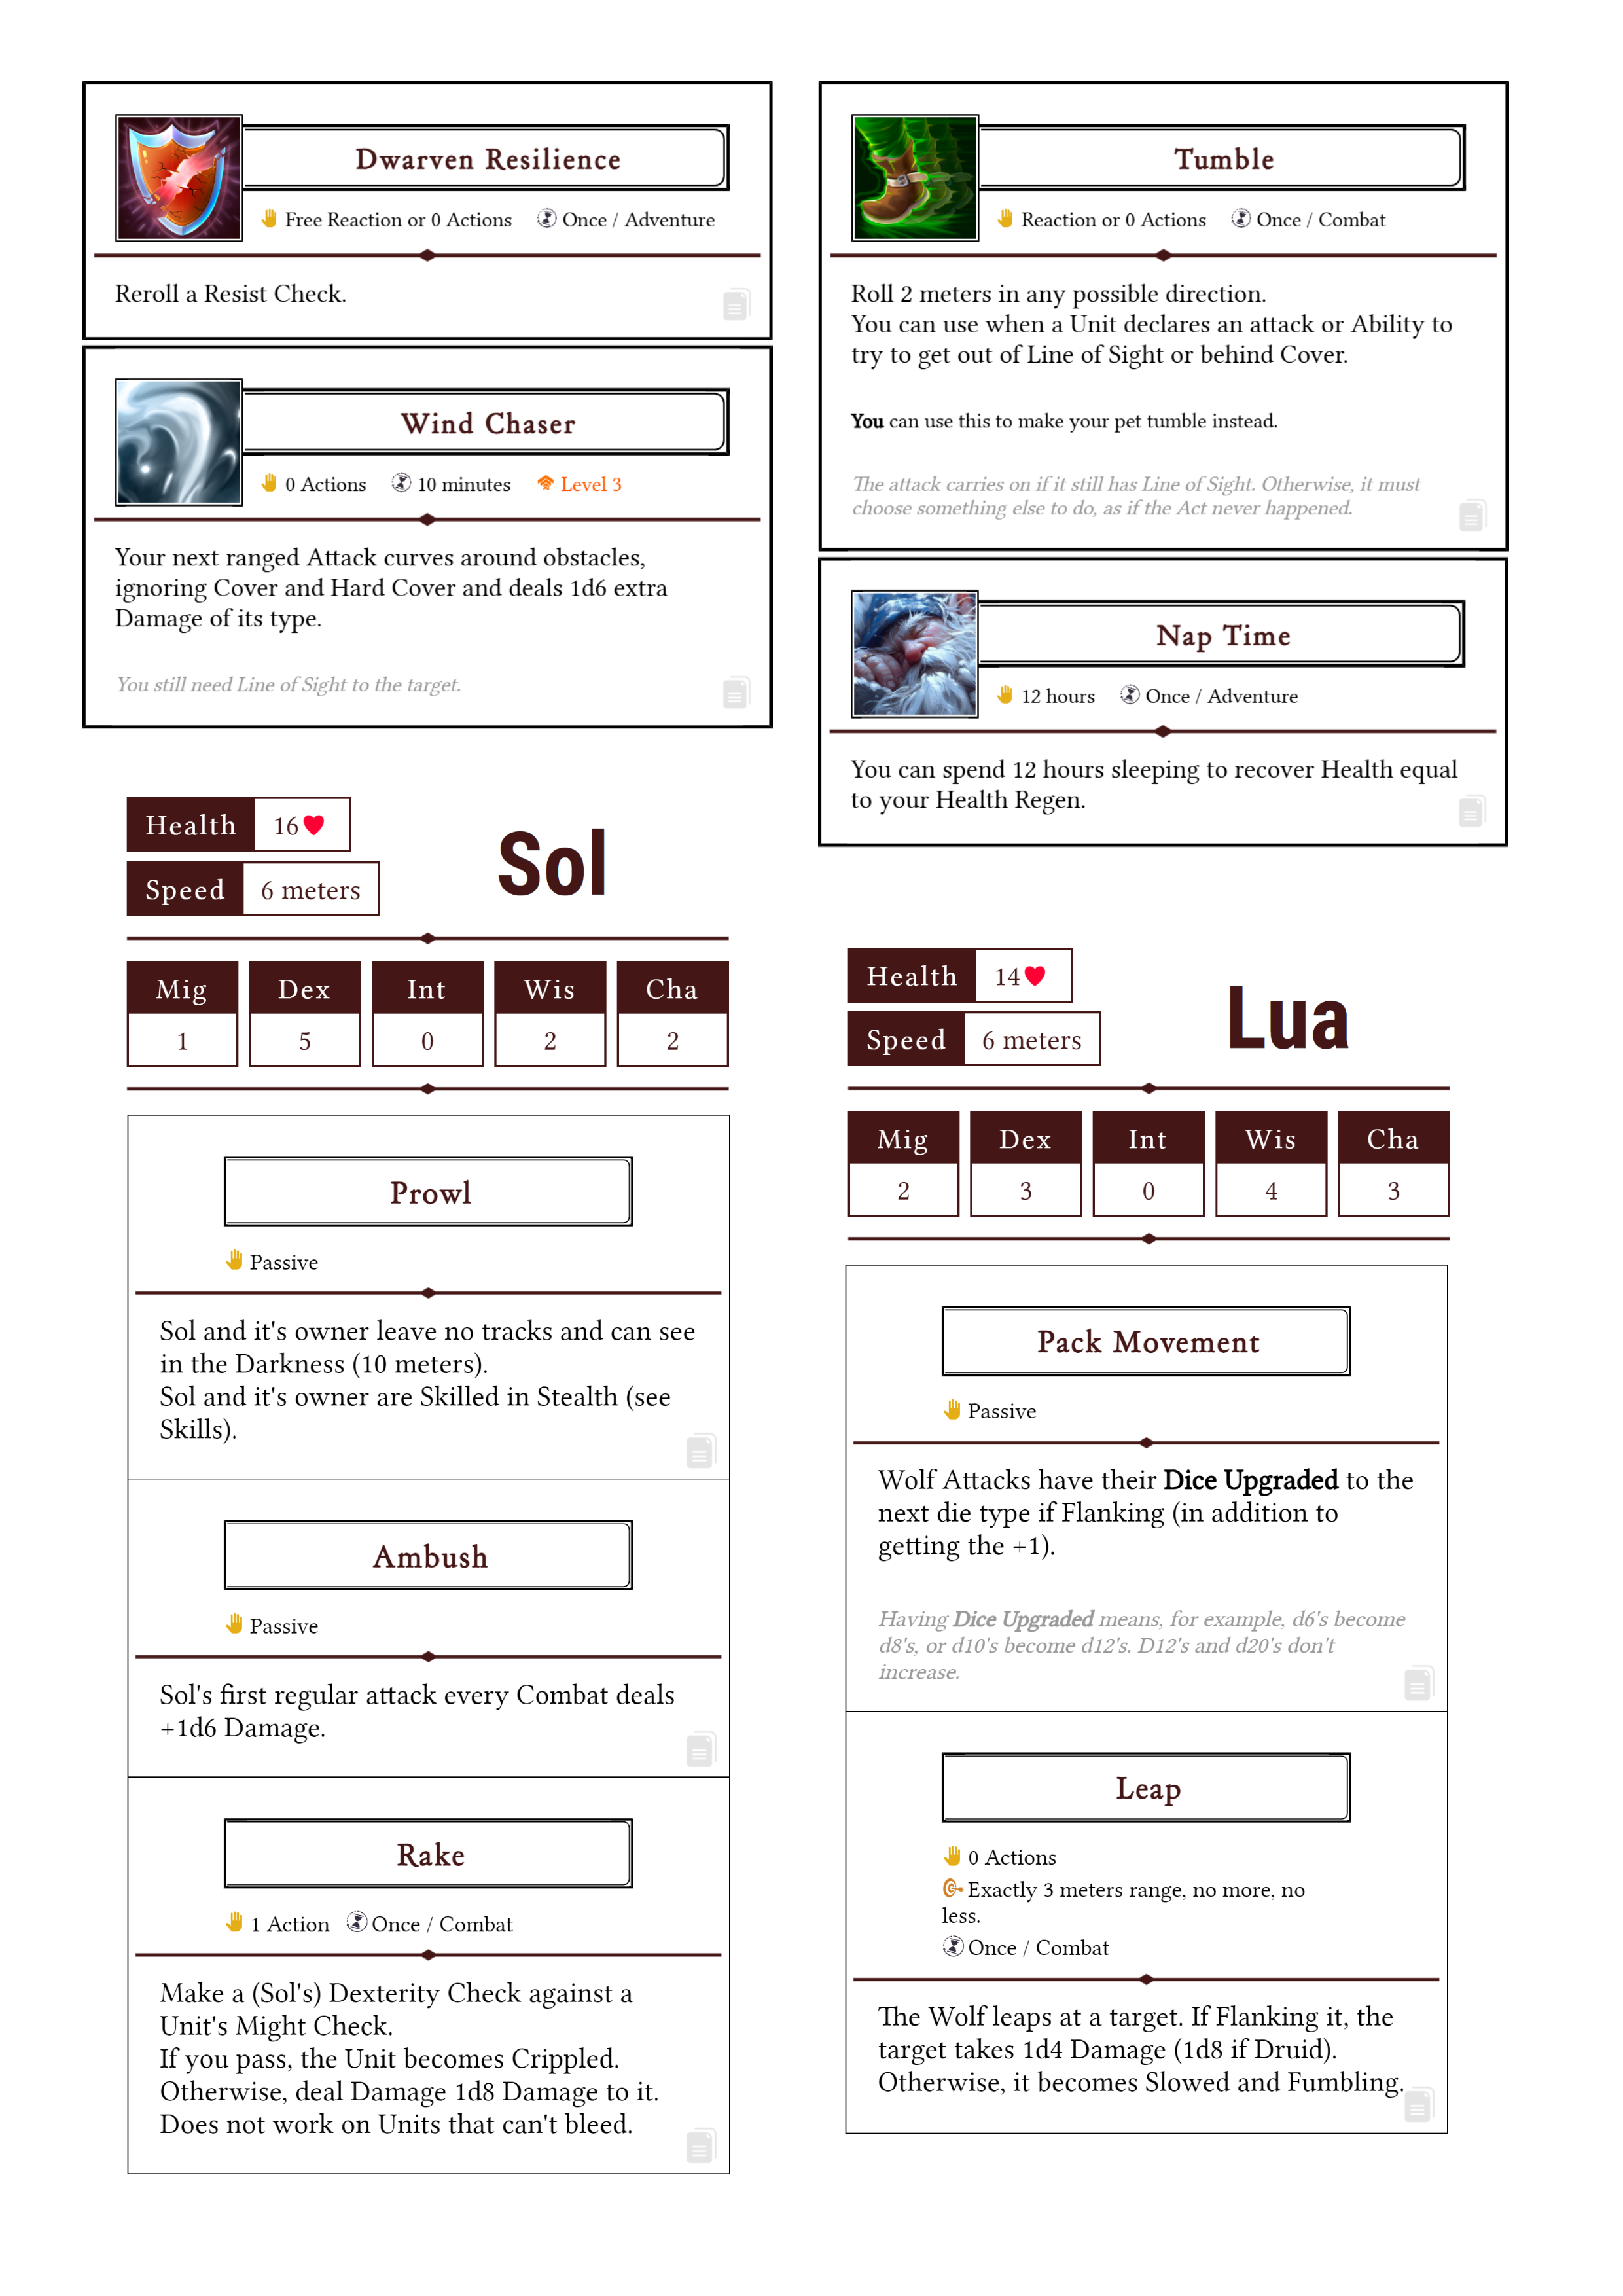 Dwarven Resilience
Free Reaction or 0 Actions Once / Adventure
Reroll a Resist Check.
Wind Chaser
0 Actions 10 minutes Level 3
Your next ranged Attack curves around obstacles,
ignoring Cover and Hard Cover and deals 1d6 extra
Damage of its type.
You still need Line of Sight to the target.
Tumble
Reaction or 0 Actions Once / Combat
Roll 2 meters in any possible direction.
You can use when a Unit declares an attack or Ability to
try to get out of Line of Sight or behind Cover.
You can use this to make your pet tumble instead.
The attack carries on if it still has Line of Sight. Otherwise, it must
choose something else to do, as if the Act never happened.
Nap Time
12 hours Once / Adventure
You can spend 12 hours sleeping to recover Health equal
to your Health Regen.
Health 16
Speed 6 meters
Sol
Mig Dex Int Wis Cha
1 5 0 2 2
Prowl
Passive
Sol and it's owner leave no tracks and can see
in the Darkness (10 meters).
Sol and it's owner are Skilled in Stealth (see
Skills).
Ambush
Passive
Sol's first regular attack every Combat deals
+1d6 Damage.
Rake
1 Action Once / Combat
Make a (Sol's) Dexterity Check against a
Unit's Might Check.
If you pass, the Unit becomes Crippled.
Otherwise, deal Damage 1d8 Damage to it.
Does not work on Units that can't bleed.
Health 14
Speed 6 meters
Lua
Mig Dex Int Wis Cha
2 3 0 4 3
Pack Movement
Passive
Wolf Attacks have their Dice Upgraded to the
next die type if Flanking (in addition to
getting the +1).
Having Dice Upgraded means, for example, d6's become
d8's, or d10's become d12's. D12's and d20's don't
increase.
Leap
0 Actions
Exactly 3 meters range, no more, no
less.
Once / Combat
The Wolf leaps at a target. If Flanking it, the
target takes 1d4 Damage (1d8 if Druid).
Otherwise, it becomes Slowed and Fumbling.